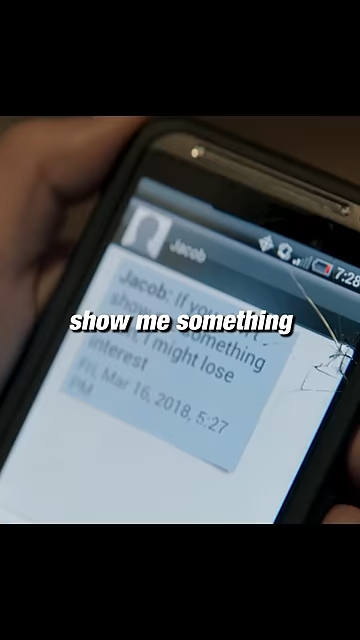 7:28
Jacob
Jacob: If
show me something
something
I might lose
interest
Fri, Mar 16, 2018, 5:27
PM